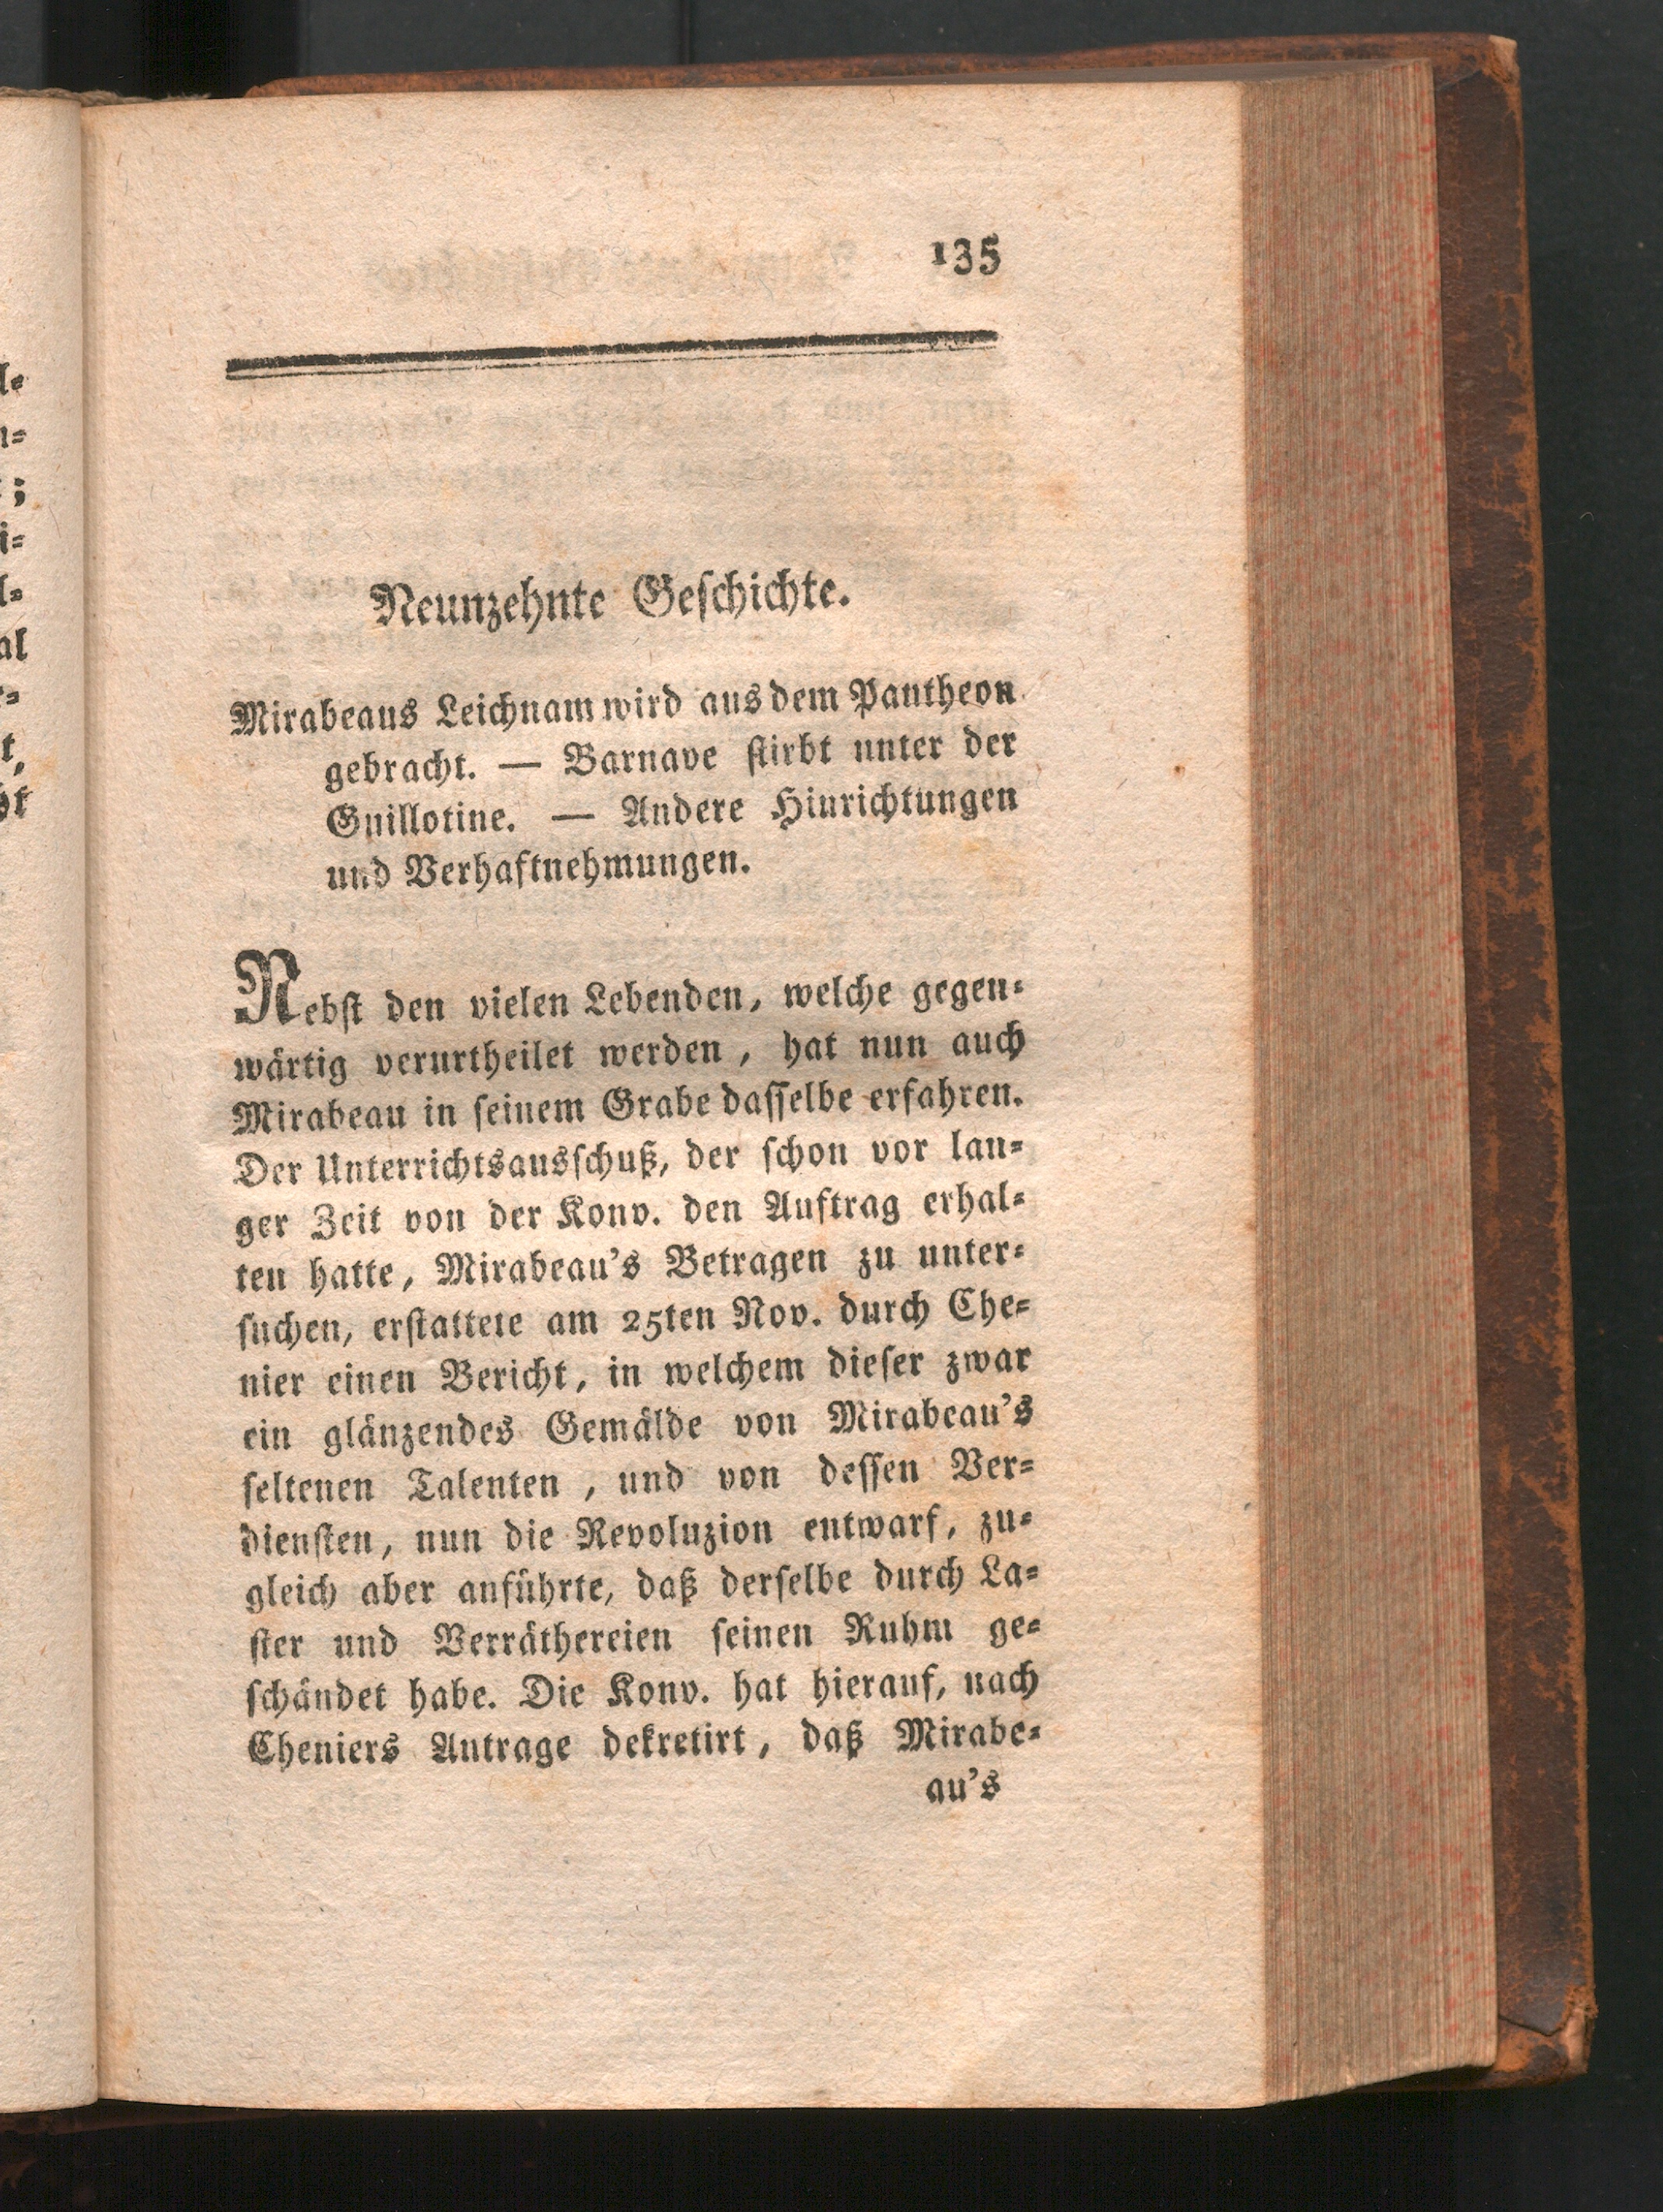 135
Neunzehnte Geschichte.
Mirabeaus Leichnam wird aus dem Pantheon
gebracht. — Barnave stirbt unter der
Guillotine. — Andere Hinrichtungen
und Verhaftnehmungen.
Nebst den vielen Lebenden, welche gegen=
wärtig verurtheilet werden, hat nun auch
Mirabeau in seinem Grabe dasselbe erfahren.
Der Unterrichtsausschuß, der schon vor lan=
ger Zeit von der Konv. den Auftrag erhal=
ten hatte, Mirabeau's Betragen zu unter=
suchen, erstattete am 25ten Nov. durch Che=
nier einen Bericht, in welchem dieser zwar
ein glänzendes Gemälde von Mirabeau's
seltenen Talenten, und von dessen Ver=
diensten, nun die Revoluzion entwarf, zu=
gleich aber anführte, daß derselbe durch La=
ster und Verräthereien seinen Ruhm ge=
schändet habe. Die Konv. hat hierauf, nach
Cheniers Antrage dekretirt, daß Mirabe=
au's